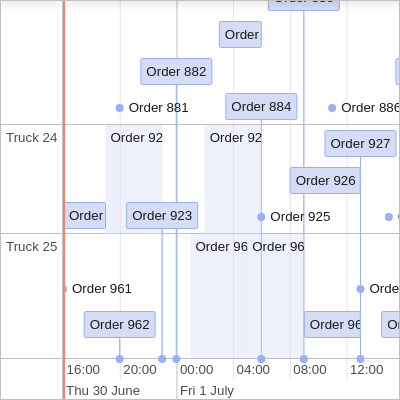 Order
Order 882
Order 881
Order 884
Order 886
Truck 24
Order 92
Order 92
Order 927
Order 926
Order
Order 923
Order 925
Truck 25
Order 96
Order 96
Order 961
Orde
Order 962
Order 96
16:00
20:00
00:00
04:00
08:00
12:00
Thu 30 June
Fri 1 July